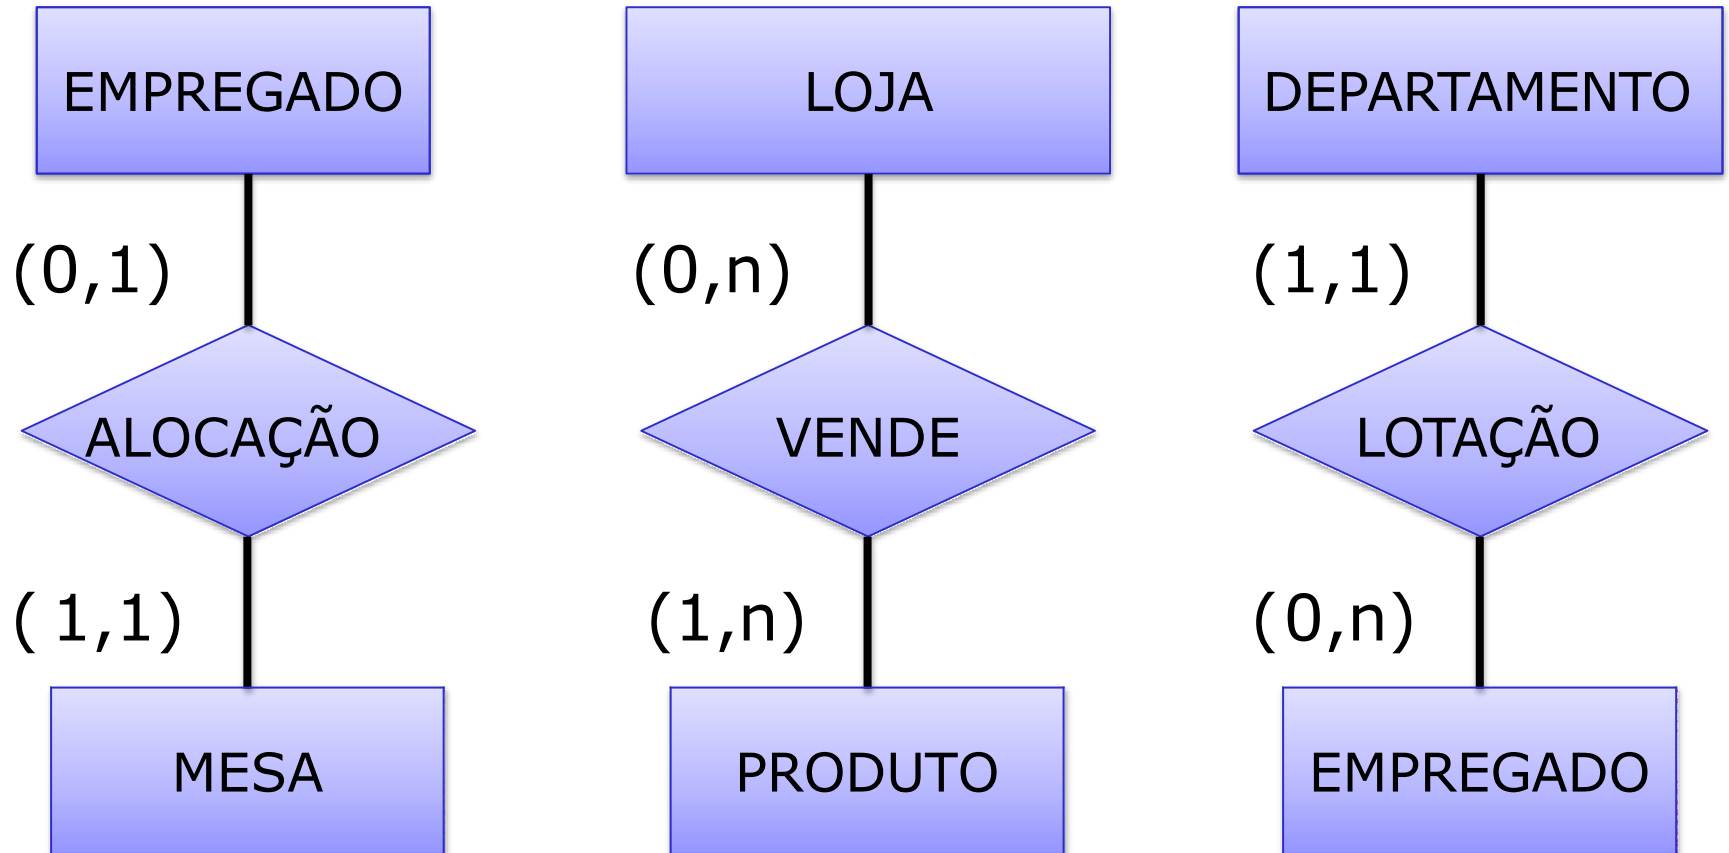 EMPREGADO
(0,1)
ALOCAÇÃO
( 1,1)
MESA
LOJA
(0,n)
VENDE
(1,n)
PRODUTO
DEPARTAMENTO
(1,1)
LOTAÇÃO
(0,n)
EMPREGADO